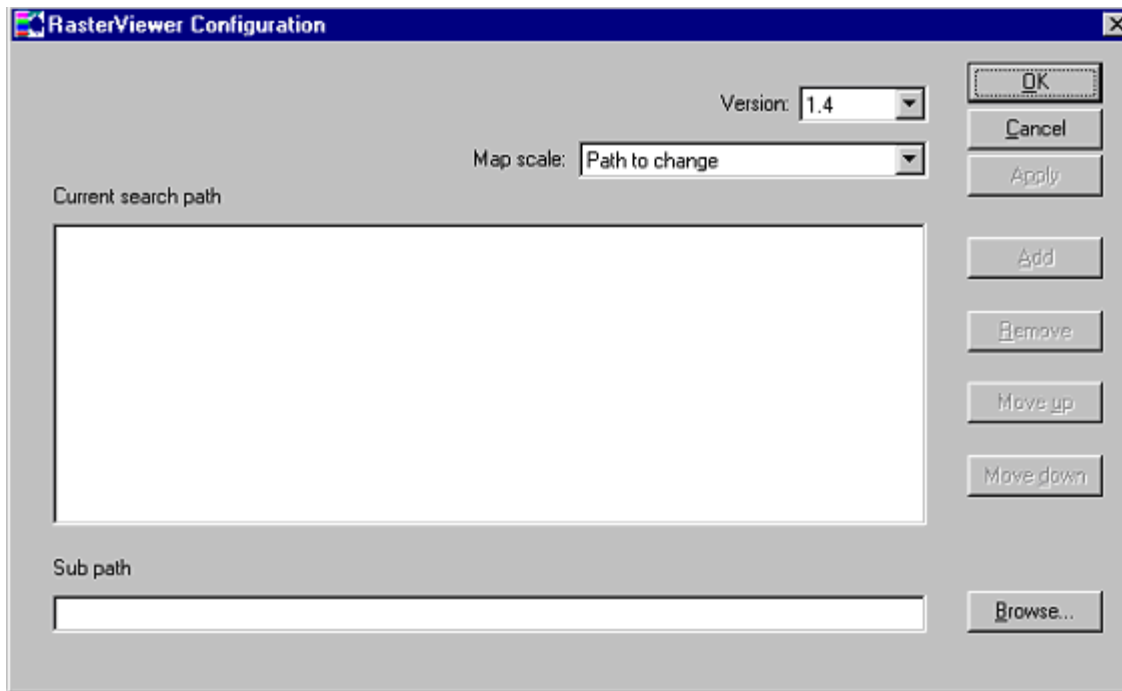 RasterViewer Configuration
Version: 1.4
OK
Cancel
Map scale: Path to change
Apply
Current search path
Add
Remove
Move up
Move down
Sub path
Browse...